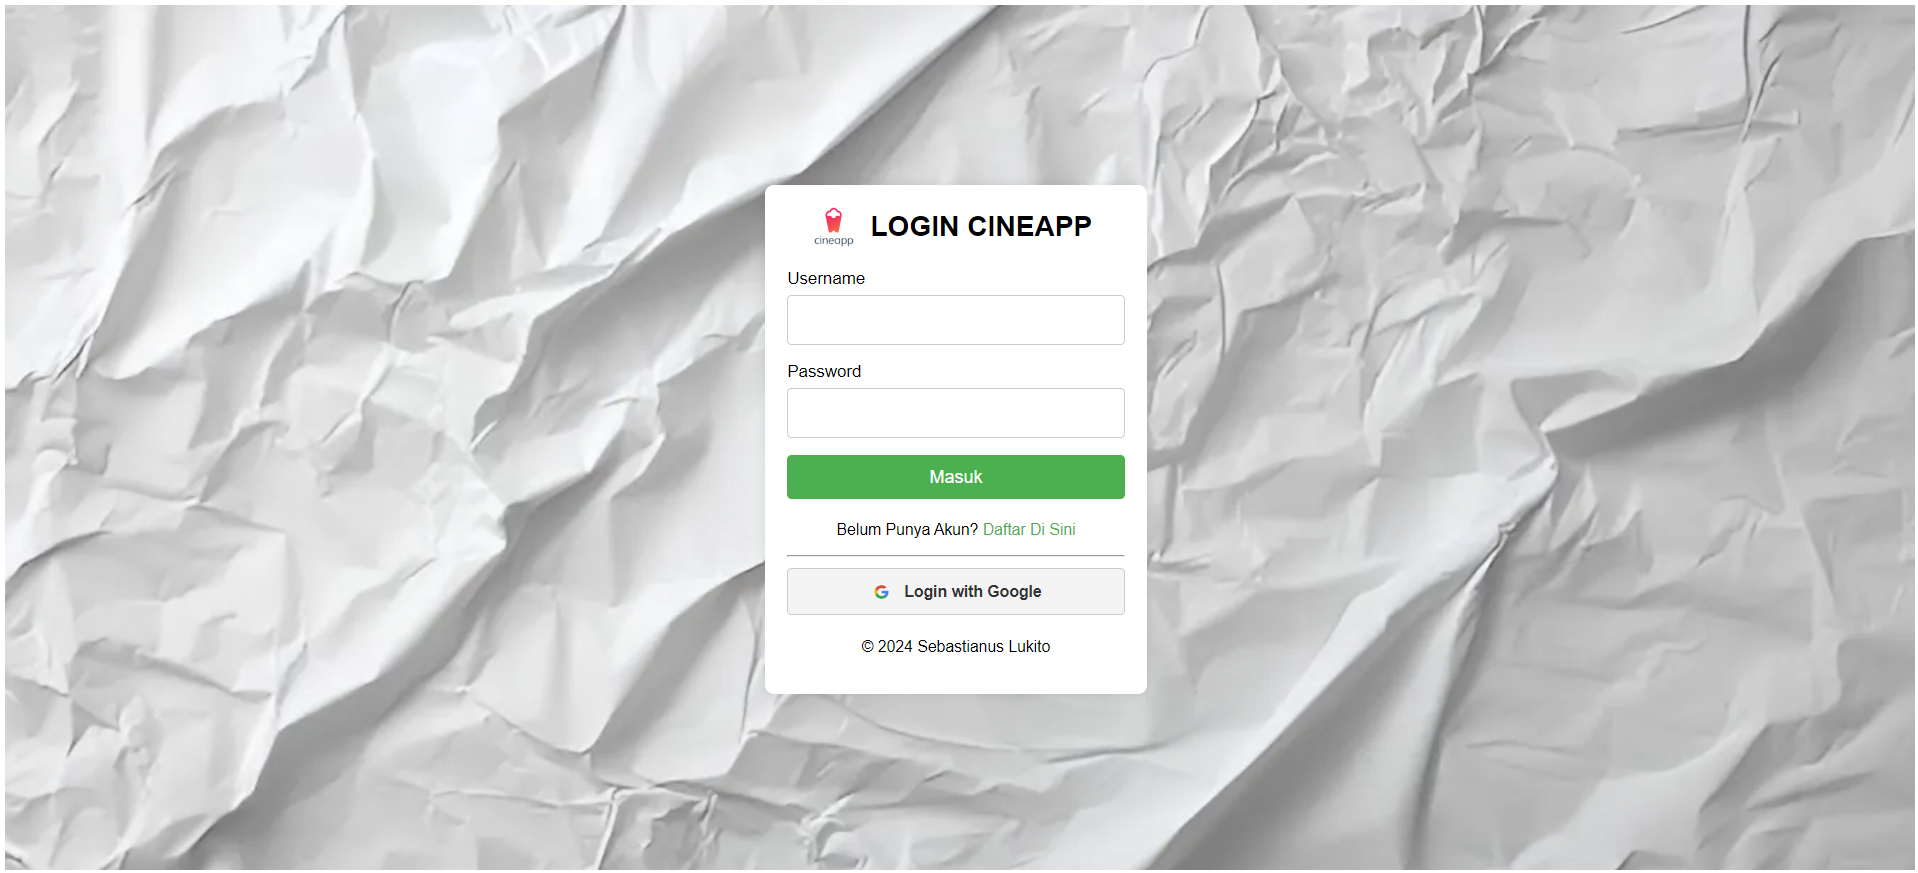 cineapp
LOGIN CINEAPP
Username
Password
Masuk
Belum Punya Akun? Daftar Di Sini
Login with Google
© 2024 Sebastianus Lukito